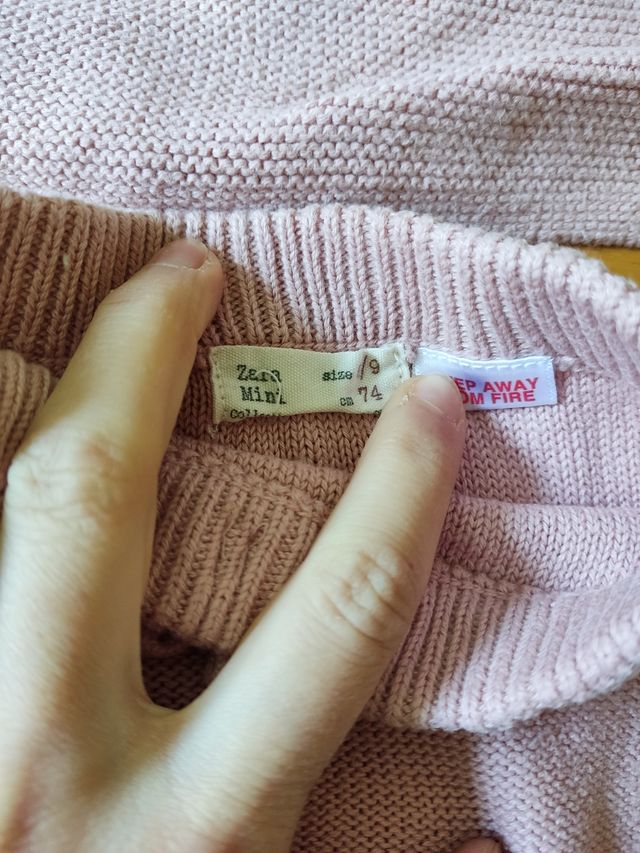 Zara size /9
Mini cm 74
EP AWAY
OM FIRE